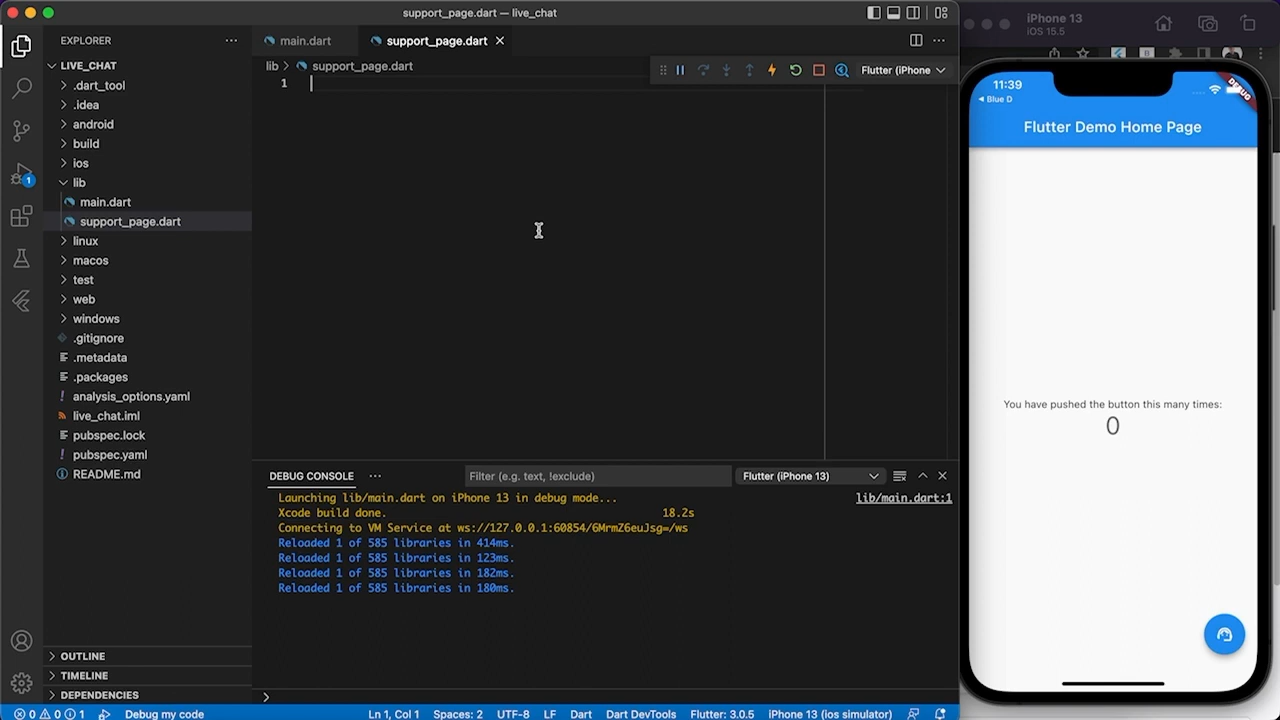 support_page.dart — live_chat
EXPLORER
LIVE_CHAT
.dart_tool
.idea
android
build
ios
lib
main.dart
support_page.dart
linux
macos
test
web
windows
.gitignore
.metadata
.packages
analysis_options.yaml
live_chat.iml
pubspec.lock
pubspec.yaml
README.md
OUTLINE
TIMELINE
DEPENDENCIES
1
main.dart
support_page.dart
lib > support_page.dart
Flutter (iPhone
1
DEBUG CONSOLE
Filter (e.g. text, !exclude)
Flutter (iPhone 13)
Launching lib/main.dart on iPhone 13 in debug mode...
lib/main.dart:1
Xcode build done. 18.2s
Connecting to VM Service at ws://127.0.0.1:60854/6MrmZ6euJsg=/ws
Reloaded 1 of 585 libraries in 414ms.
Reloaded 1 of 585 libraries in 123ms.
Reloaded 1 of 585 libraries in 182ms.
Reloaded 1 of 585 libraries in 180ms.
0 0 1 Debug my code Ln 1, Col 1 Spaces: 2 UTF-8 LF Dart Dart DevTools Flutter: 3.0.5 iPhone 13 (ios simulator)
iPhone 13
iOS 15.5
11:39
Blue D
DEBUG
Flutter Demo Home Page
You have pushed the button this many times:
0